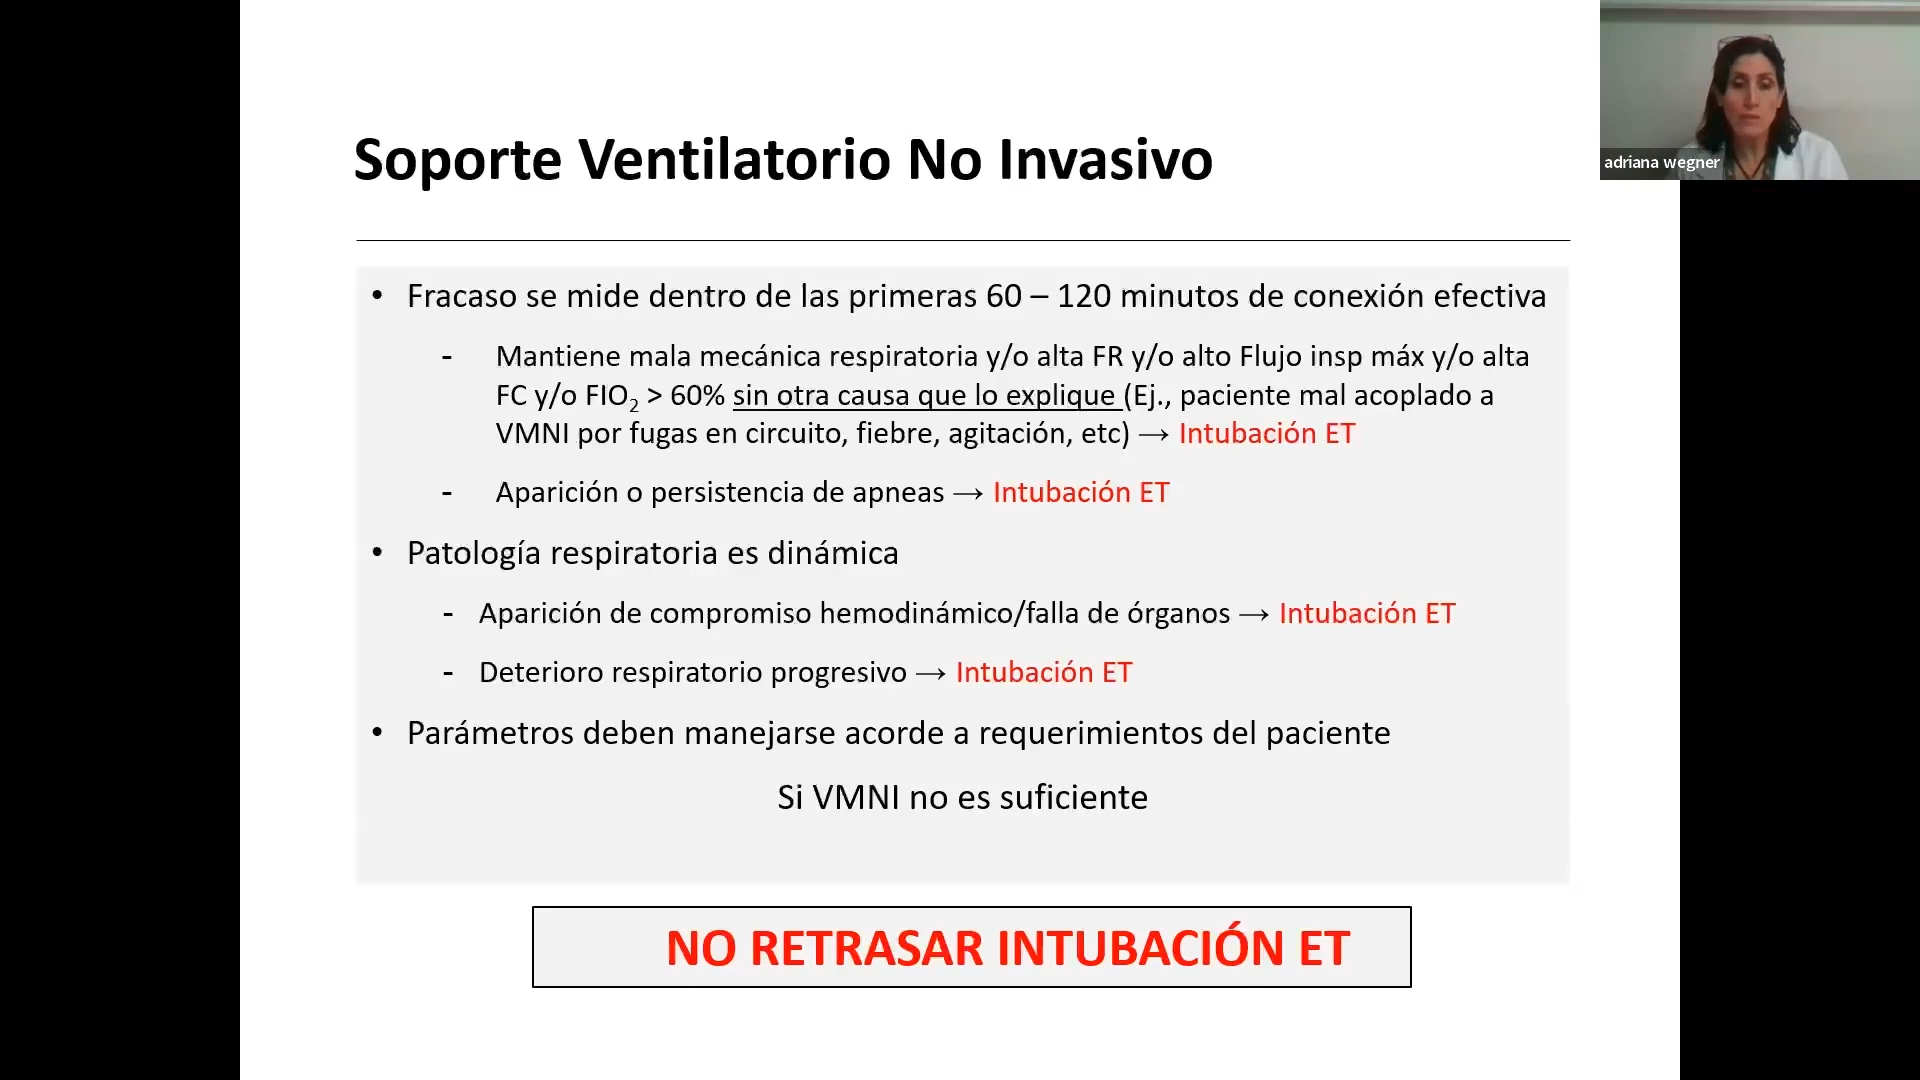 Soporte Ventilatorio No Invasivo
adriana wegner
• Fracaso se mide dentro de las primeras 60 – 120 minutos de conexión efectiva
- Mantiene mala mecánica respiratoria y/o alta FR y/o alto Flujo insp máx y/o alta
FC y/o FIO₂ > 60% sin otra causa que lo explique (Ej., paciente mal acoplado a
VMNI por fugas en circuito, fiebre, agitación, etc) → Intubación ET
- Aparición o persistencia de apneas → Intubación ET
• Patología respiratoria es dinámica
- Aparición de compromiso hemodinámico/falla de órganos → Intubación ET
- Deterioro respiratorio progresivo → Intubación ET
• Parámetros deben manejarse acorde a requerimientos del paciente
Si VMNI no es suficiente
NO RETRASAR INTUBACIÓN ET